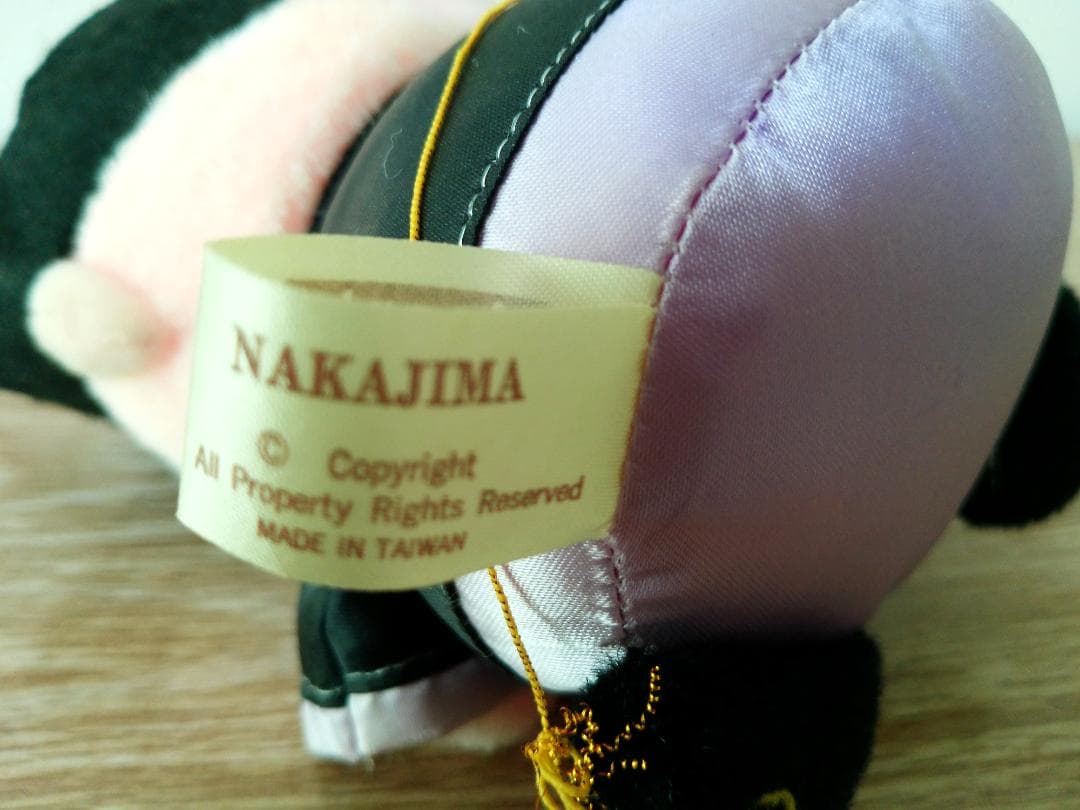 NAKAJIMA
© Copyright
All Property Rights Reserved
MADE IN TAIWAN